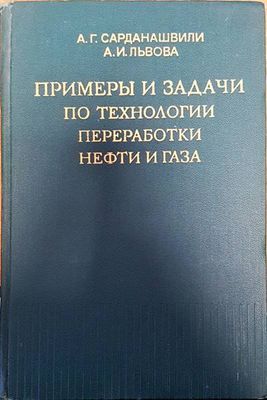 А. Г. САРДАНАШВИЛИ
А. И. ЛЬВОВА
ПРИМЕРЫ И ЗАДАЧИ
ПО ТЕХНОЛОГИИ
ПЕРЕРАБОТКИ
НЕФТИ И ГАЗА